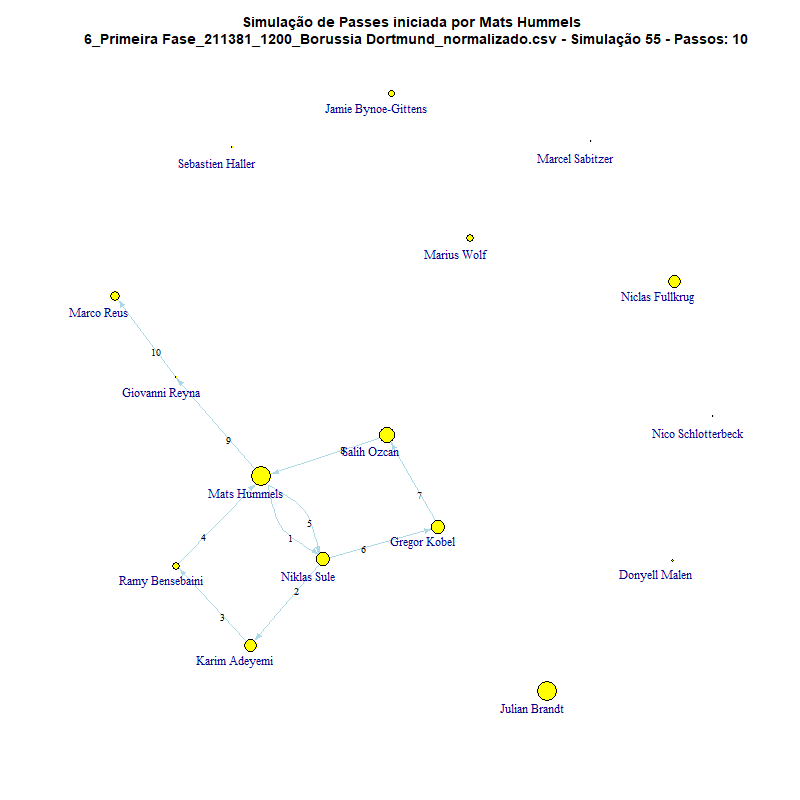 Simulação de Passes iniciada por Mats Hummels
6_Primeira Fase_211381_1200_Borussia Dortmund_normalizado.csv - Simulação 55 - Passos: 10
Jamie Bynoe-Gittens
Sebastien Haller
Marcel Sabitzer
Marius Wolf
Niclas Fullkrug
Marco Reus
10
Giovanni Reyna
9
Nico Schlotterbeck
8
Salih Ozcan
Mats Hummels
7
5
4
1
6
Gregor Kobel
Niklas Sule
Ramy Bensebaini
Donyell Malen
2
3
Karim Adeyemi
Julian Brandt